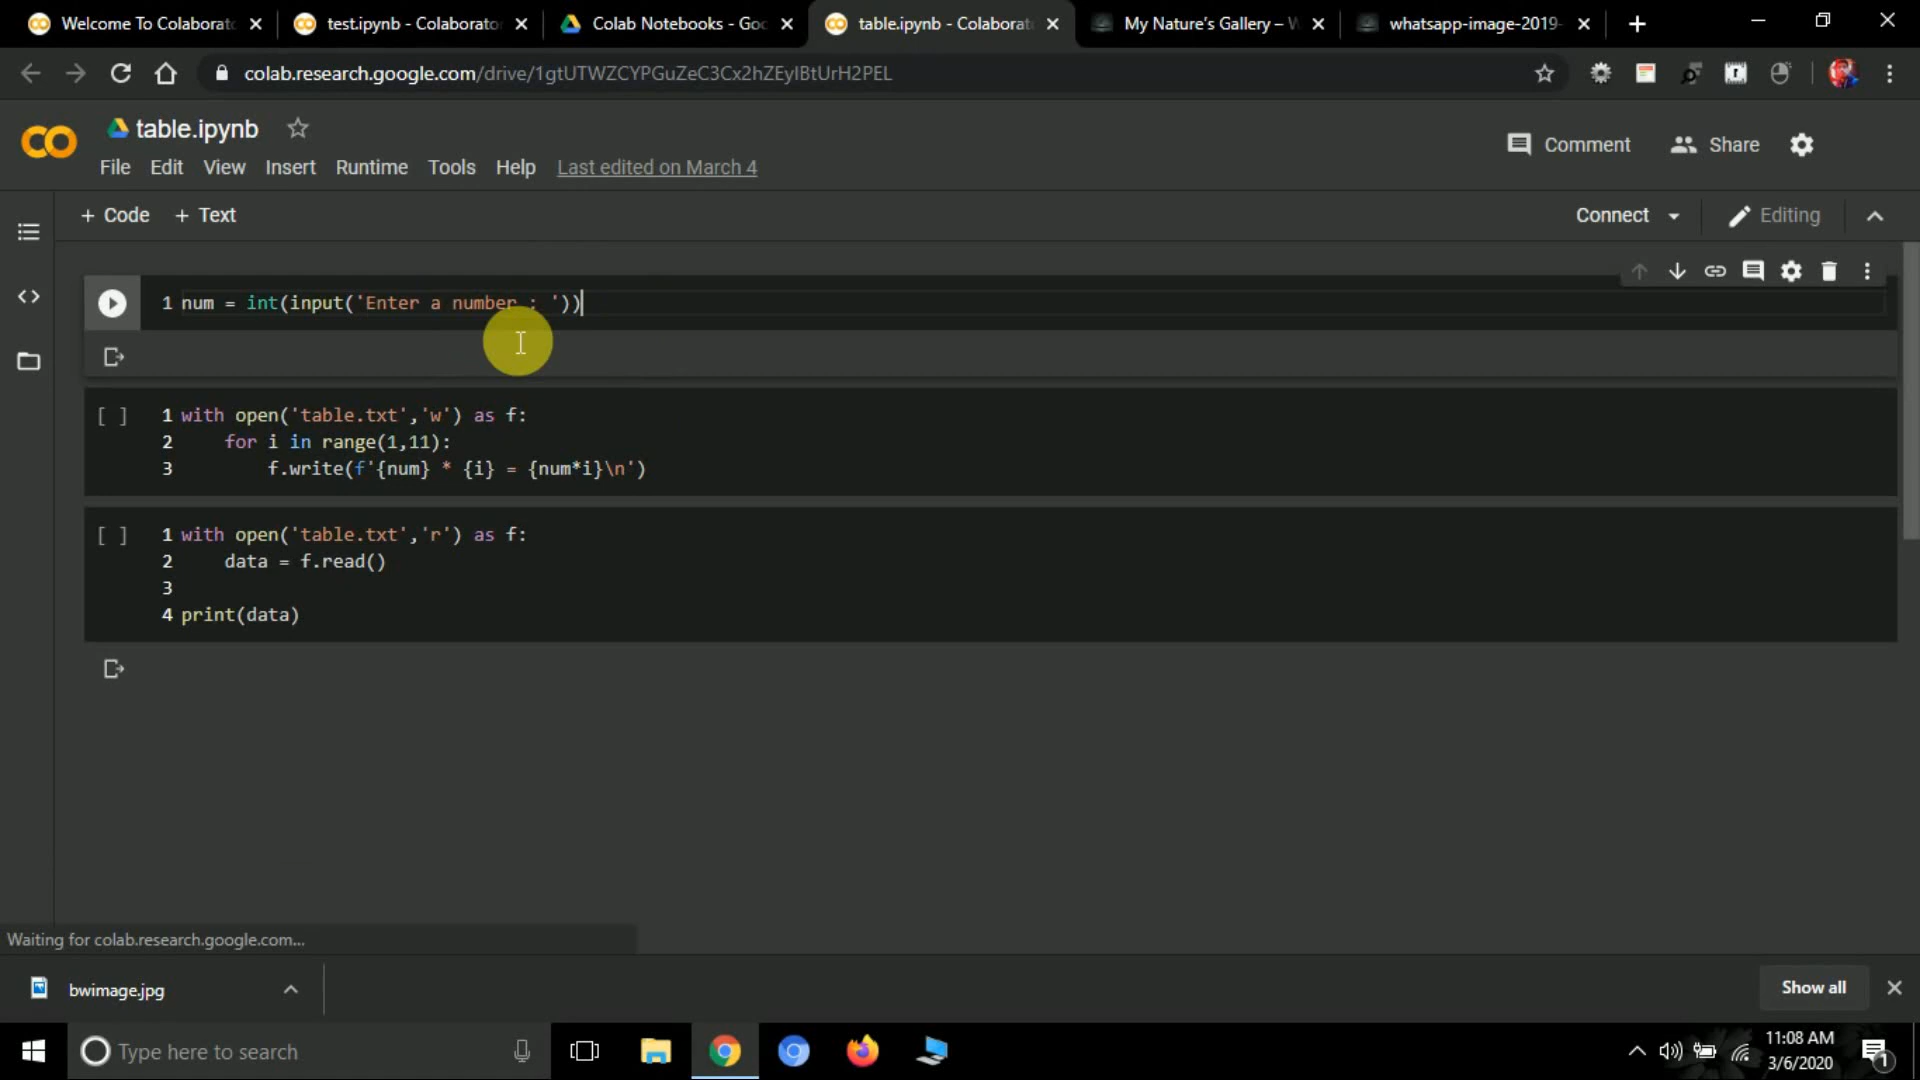 Welcome To Colaborat
test.ipynb - Colaborator
Colab Notebooks - Goo
table.ipynb - Colaborat
My Nature's Gallery – W
whatsapp-image-2019-
colab.research.google.com/drive/1gtUTWZCYPGuZeC3Cx2hZEyIBtUrH2PEL
CO
table.ipynb
Comment
Share
File Edit View Insert Runtime Tools Help Last edited on March 4
+ Code + Text
Connect
Editing
1 num = int(input('Enter a number : '))
[ ] 1 with open('table.txt','w') as f:
2 for i in range(1,11):
3 f.write(f'{num} * {i} = {num*i}\n')
[ ] 1 with open('table.txt','r') as f:
2 data = f.read()
3
4 print(data)
Waiting for colab.research.google.com...
bwimage.jpg
Show all
Type here to search
11:08 AM
3/6/2020
1